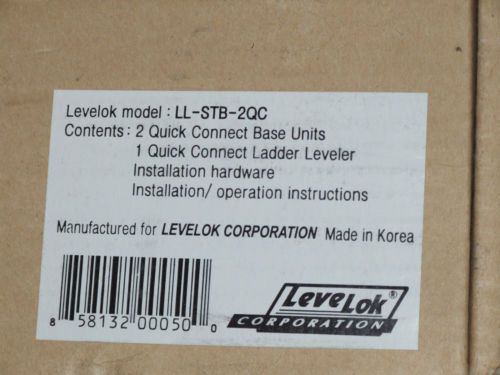 Levelok model : LL-STB-2QC
Contents : 2 Quick Connect Base Units
1 Quick Connect Ladder Leveler
Installation hardware
Installation/ operation instructions
Manufactured for LEVELOK CORPORATION Made in Korea
8 58132 00050 0
LeveLok®
CORPORATION